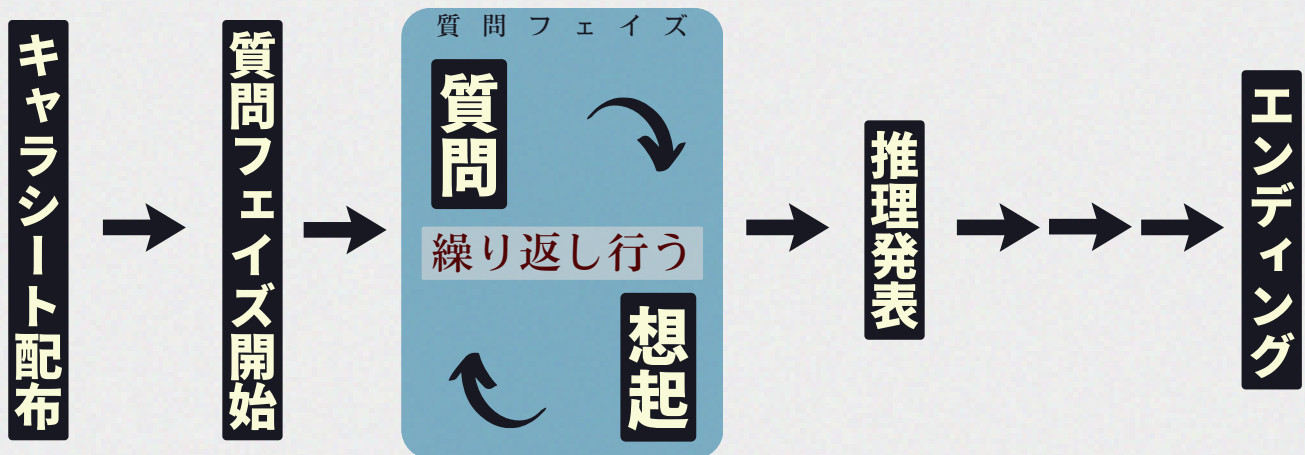 キャラシート配布
質問フェイズ開始
質問フェイズ
質問
繰り返し行う
想起
推理発表
エンディング